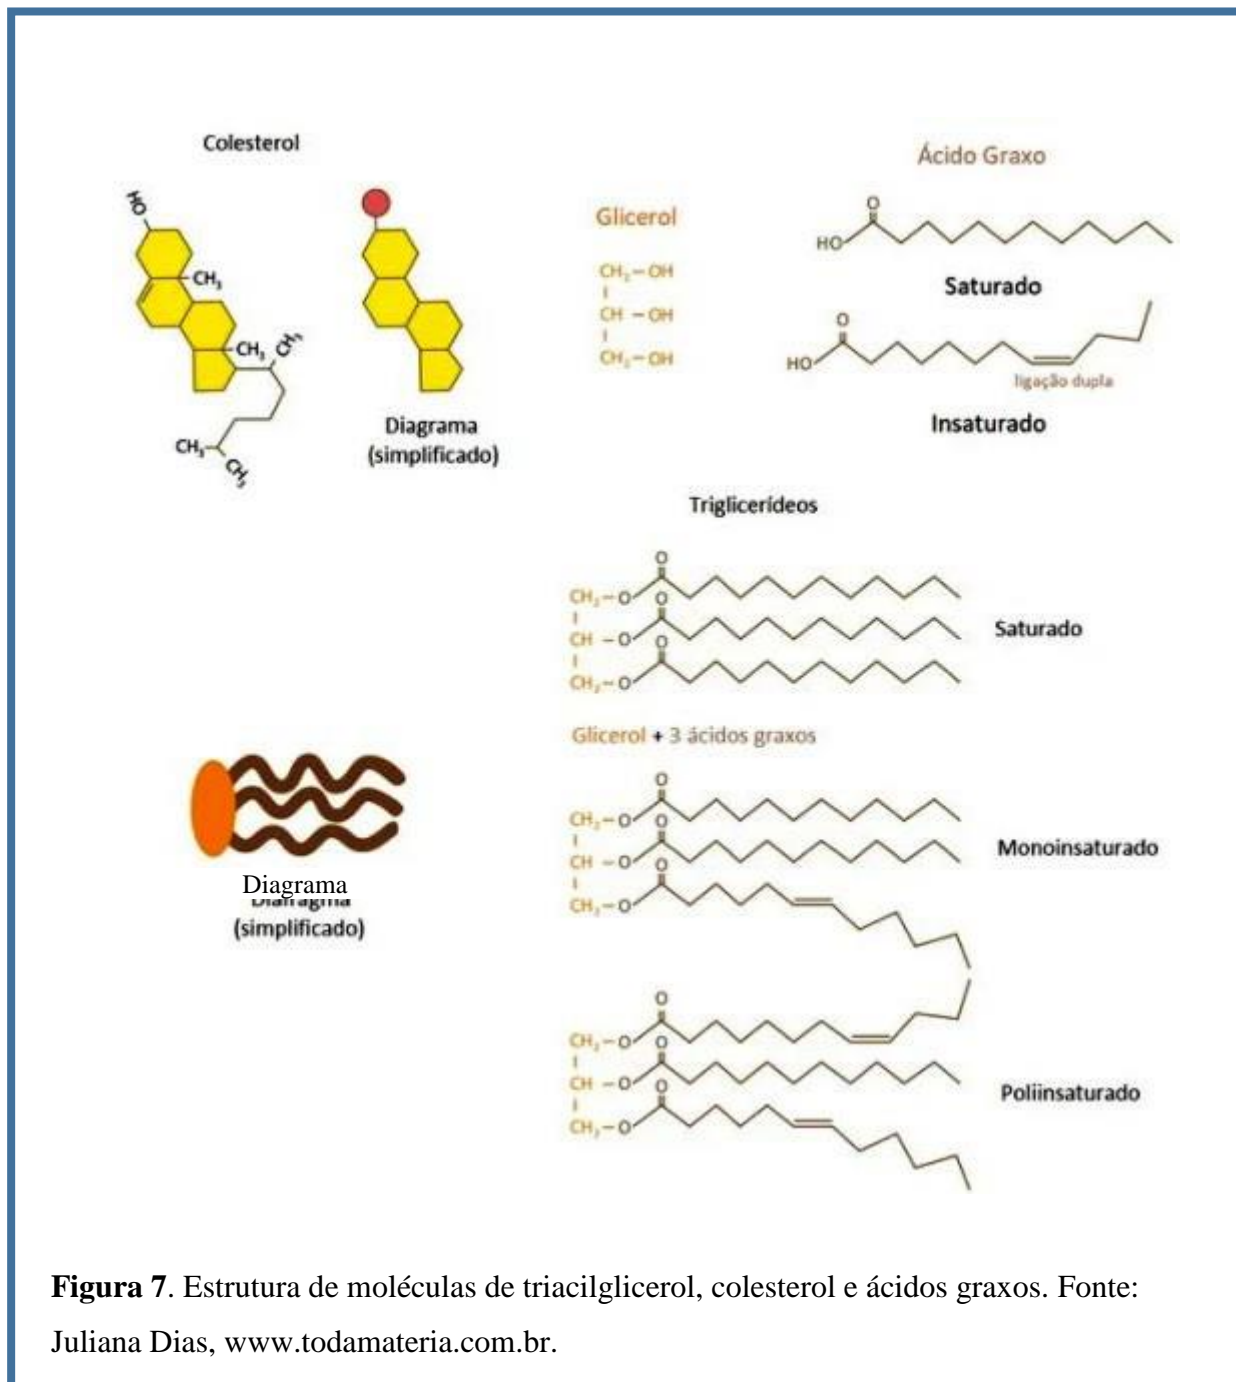 Colesterol
HO
CH₃
CH₃
CH₃
CH₃
CH₃
Diagrama
(simplificado)
Glicerol
CH₂ – OH
CH – OH
CH₂ – OH
Ácido Graxo
O
HO
Saturado
O
HO
ligação dupla
Insaturado
Triglicerídeos
O
CH₂ – O
O
CH – O
O
CH₂ – O
Saturado
Glicerol + 3 ácidos graxos
O
CH₂ – O
O
CH – O
O
CH₂ – O
Monoinsaturado
Diagrama
(simplificado)
O
CH₂ – O
O
CH – O
O
CH₂ – O
Poliinsaturado
Figura 7. Estrutura de moléculas de triacilglicerol, colesterol e ácidos graxos. Fonte:
Juliana Dias, www.todamateria.com.br.